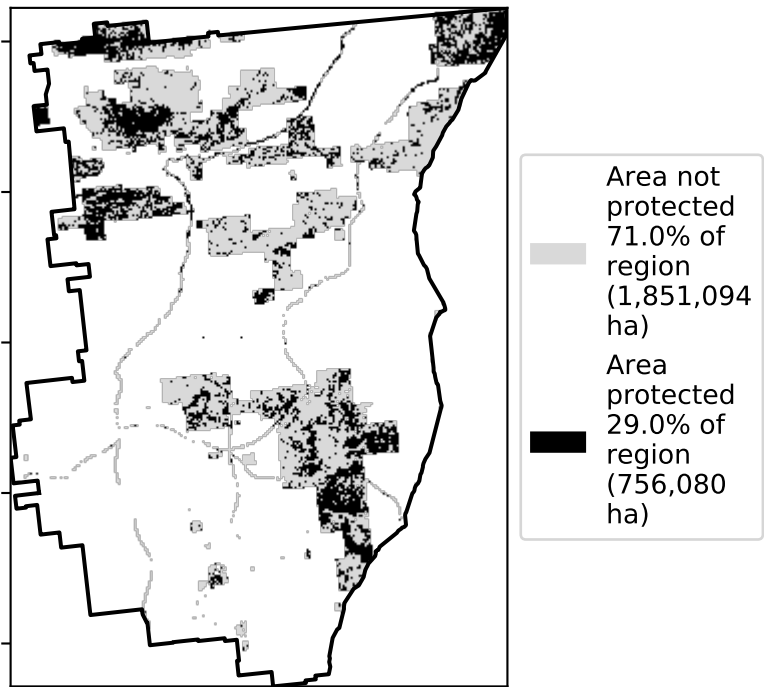 Area not
protected
71.0% of
region
(1,851,094
ha)
Area
protected
29.0% of
region
(756,080
ha)